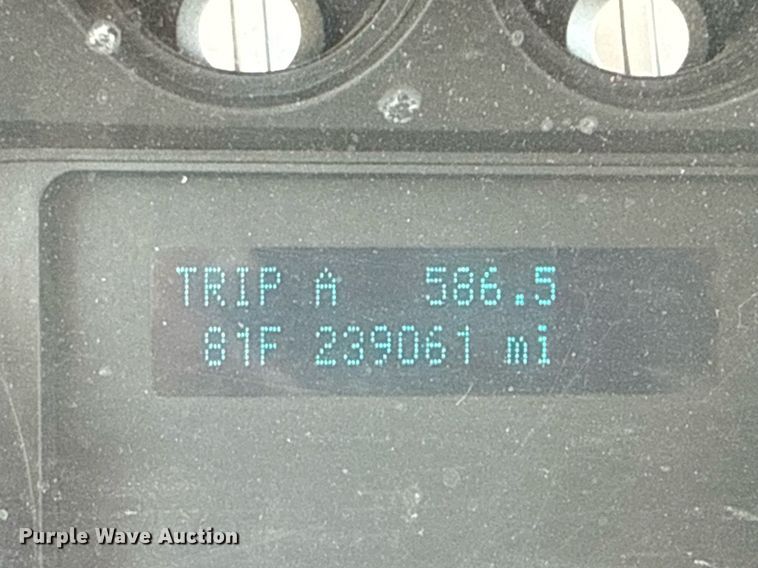 TRIP A 586.5
81F 239061 mi
Purple Wave Auction